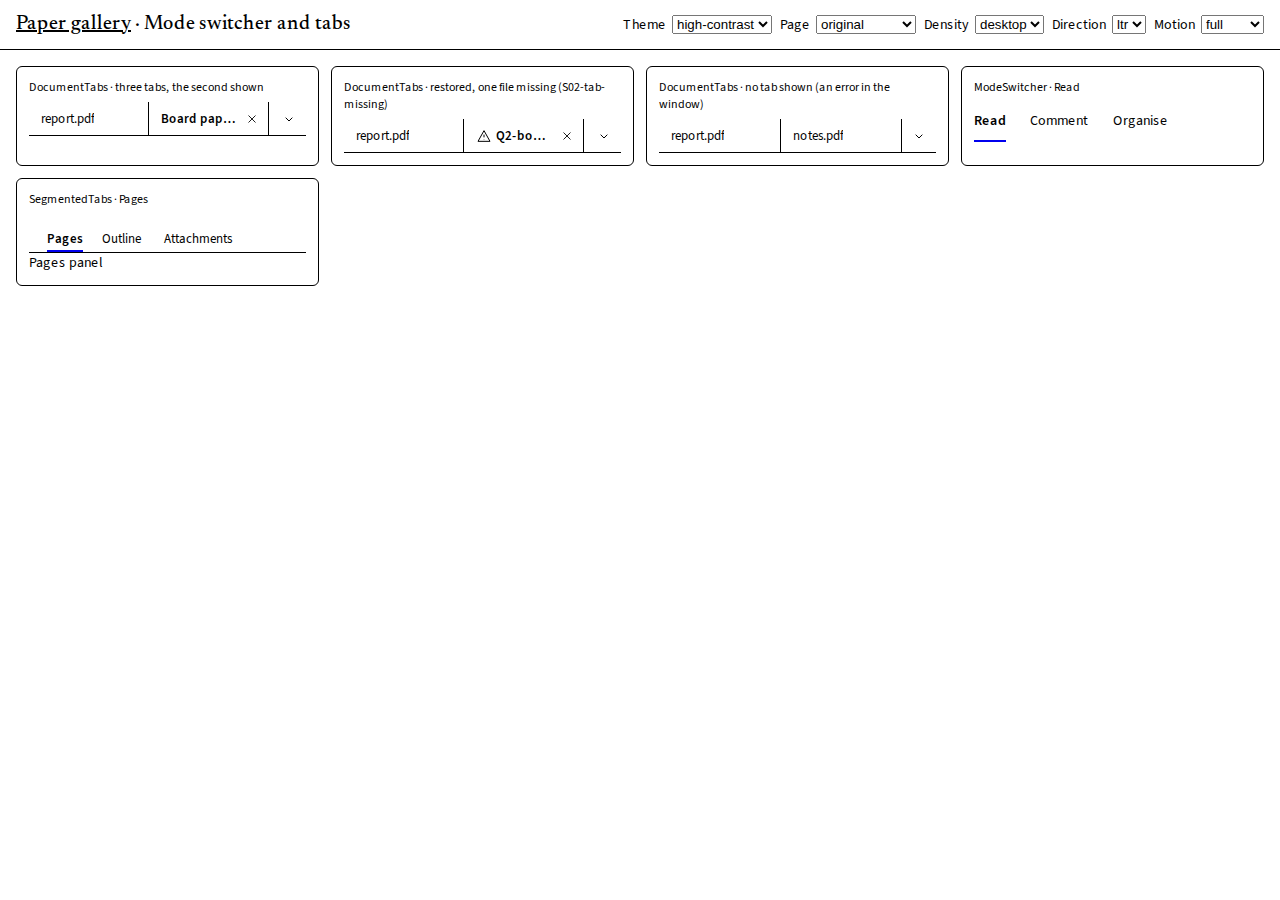 Paper gallery · Mode switcher and tabs
Theme high-contrast Page original Density desktop Direction ltr Motion full
DocumentTabs · three tabs, the second shown
report.pdf Board pap…
DocumentTabs · restored, one file missing (S02-tab-
missing)
report.pdf Q2-bo…
DocumentTabs · no tab shown (an error in the
window)
report.pdf notes.pdf
ModeSwitcher · Read
Read Comment Organise
SegmentedTabs · Pages
Pages Outline Attachments
Pages panel